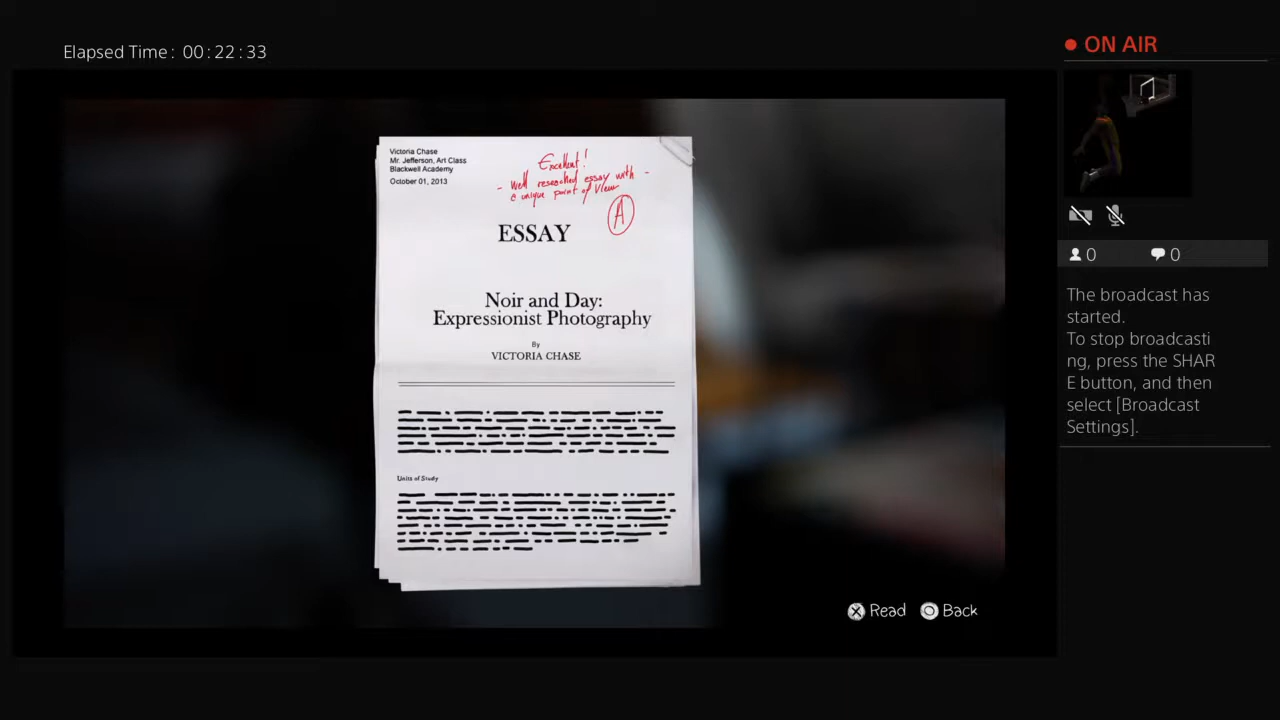 Elapsed Time: 00:22:33
ON AIR
Victoria Chase
Mr. Jefferson, Art Class
Blackwell Academy
October 01, 2013
Excellent!
- Well researched essay with -
a unique point of View
A
ESSAY
Noir and Day:
Expressionist Photography
By
VICTORIA CHASE
Units of Study
Read
Back
0
0
The broadcast has
started.
To stop broadcasti
ng, press the SHAR
E button, and then
select [Broadcast
Settings].